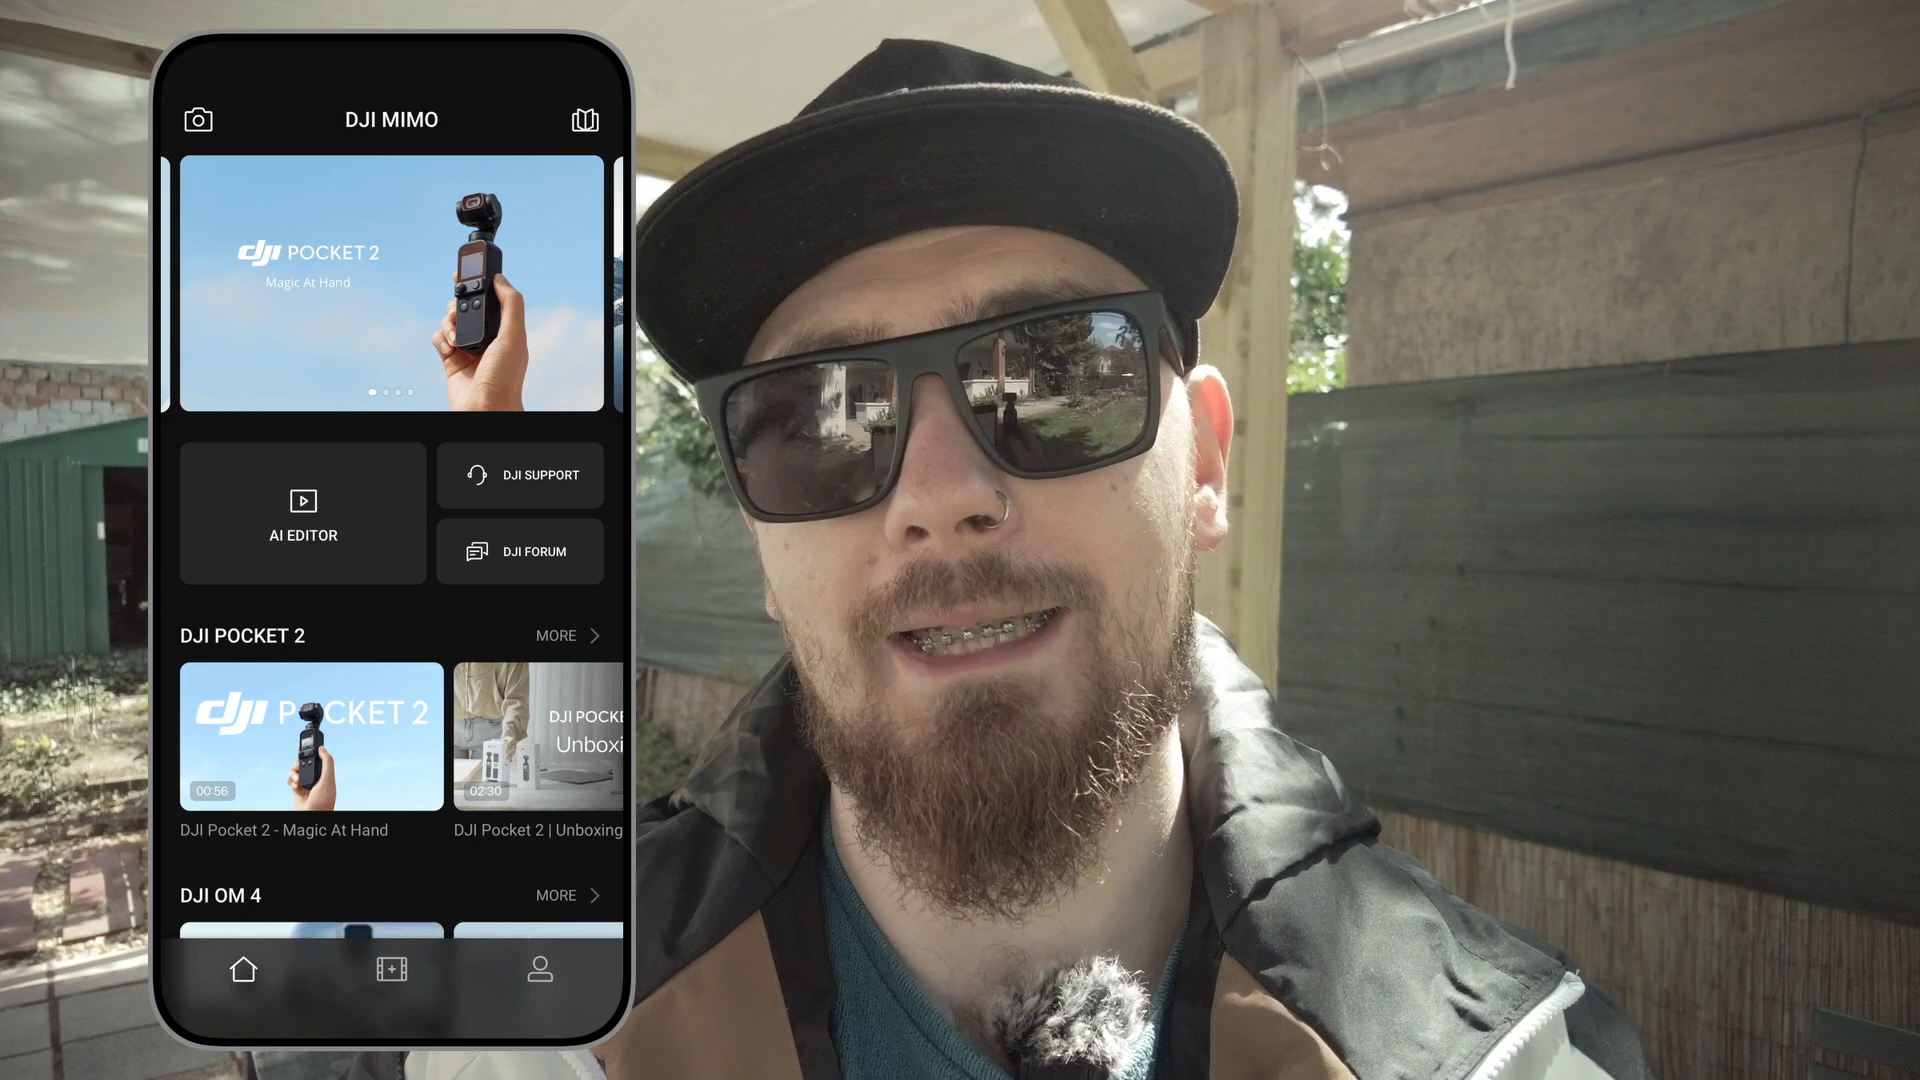 DJI MIMO
dji POCKET 2
Magic At Hand
AI EDITOR
DJI SUPPORT
DJI FORUM
DJI POCKET 2
MORE
dji POCKET 2
00:56
DJI Pocket 2 - Magic At Hand
DJI POCKE
Unboxi
02:30
DJI Pocket 2 | Unboxing
DJI OM 4
MORE